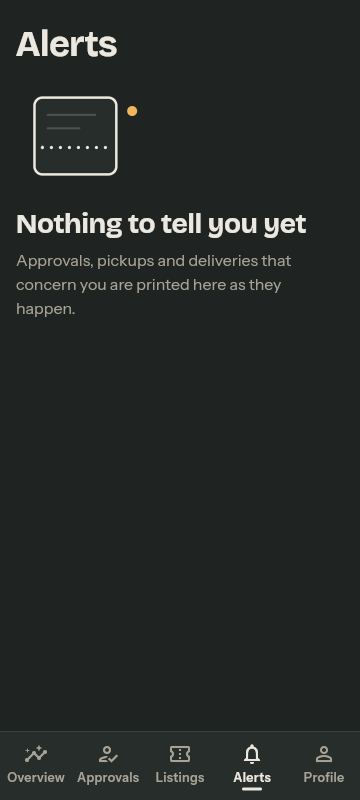 Alerts
Nothing to tell you yet
Approvals, pickups and deliveries that
concern you are printed here as they
happen.
Overview
Approvals
Listings
Alerts
Profile